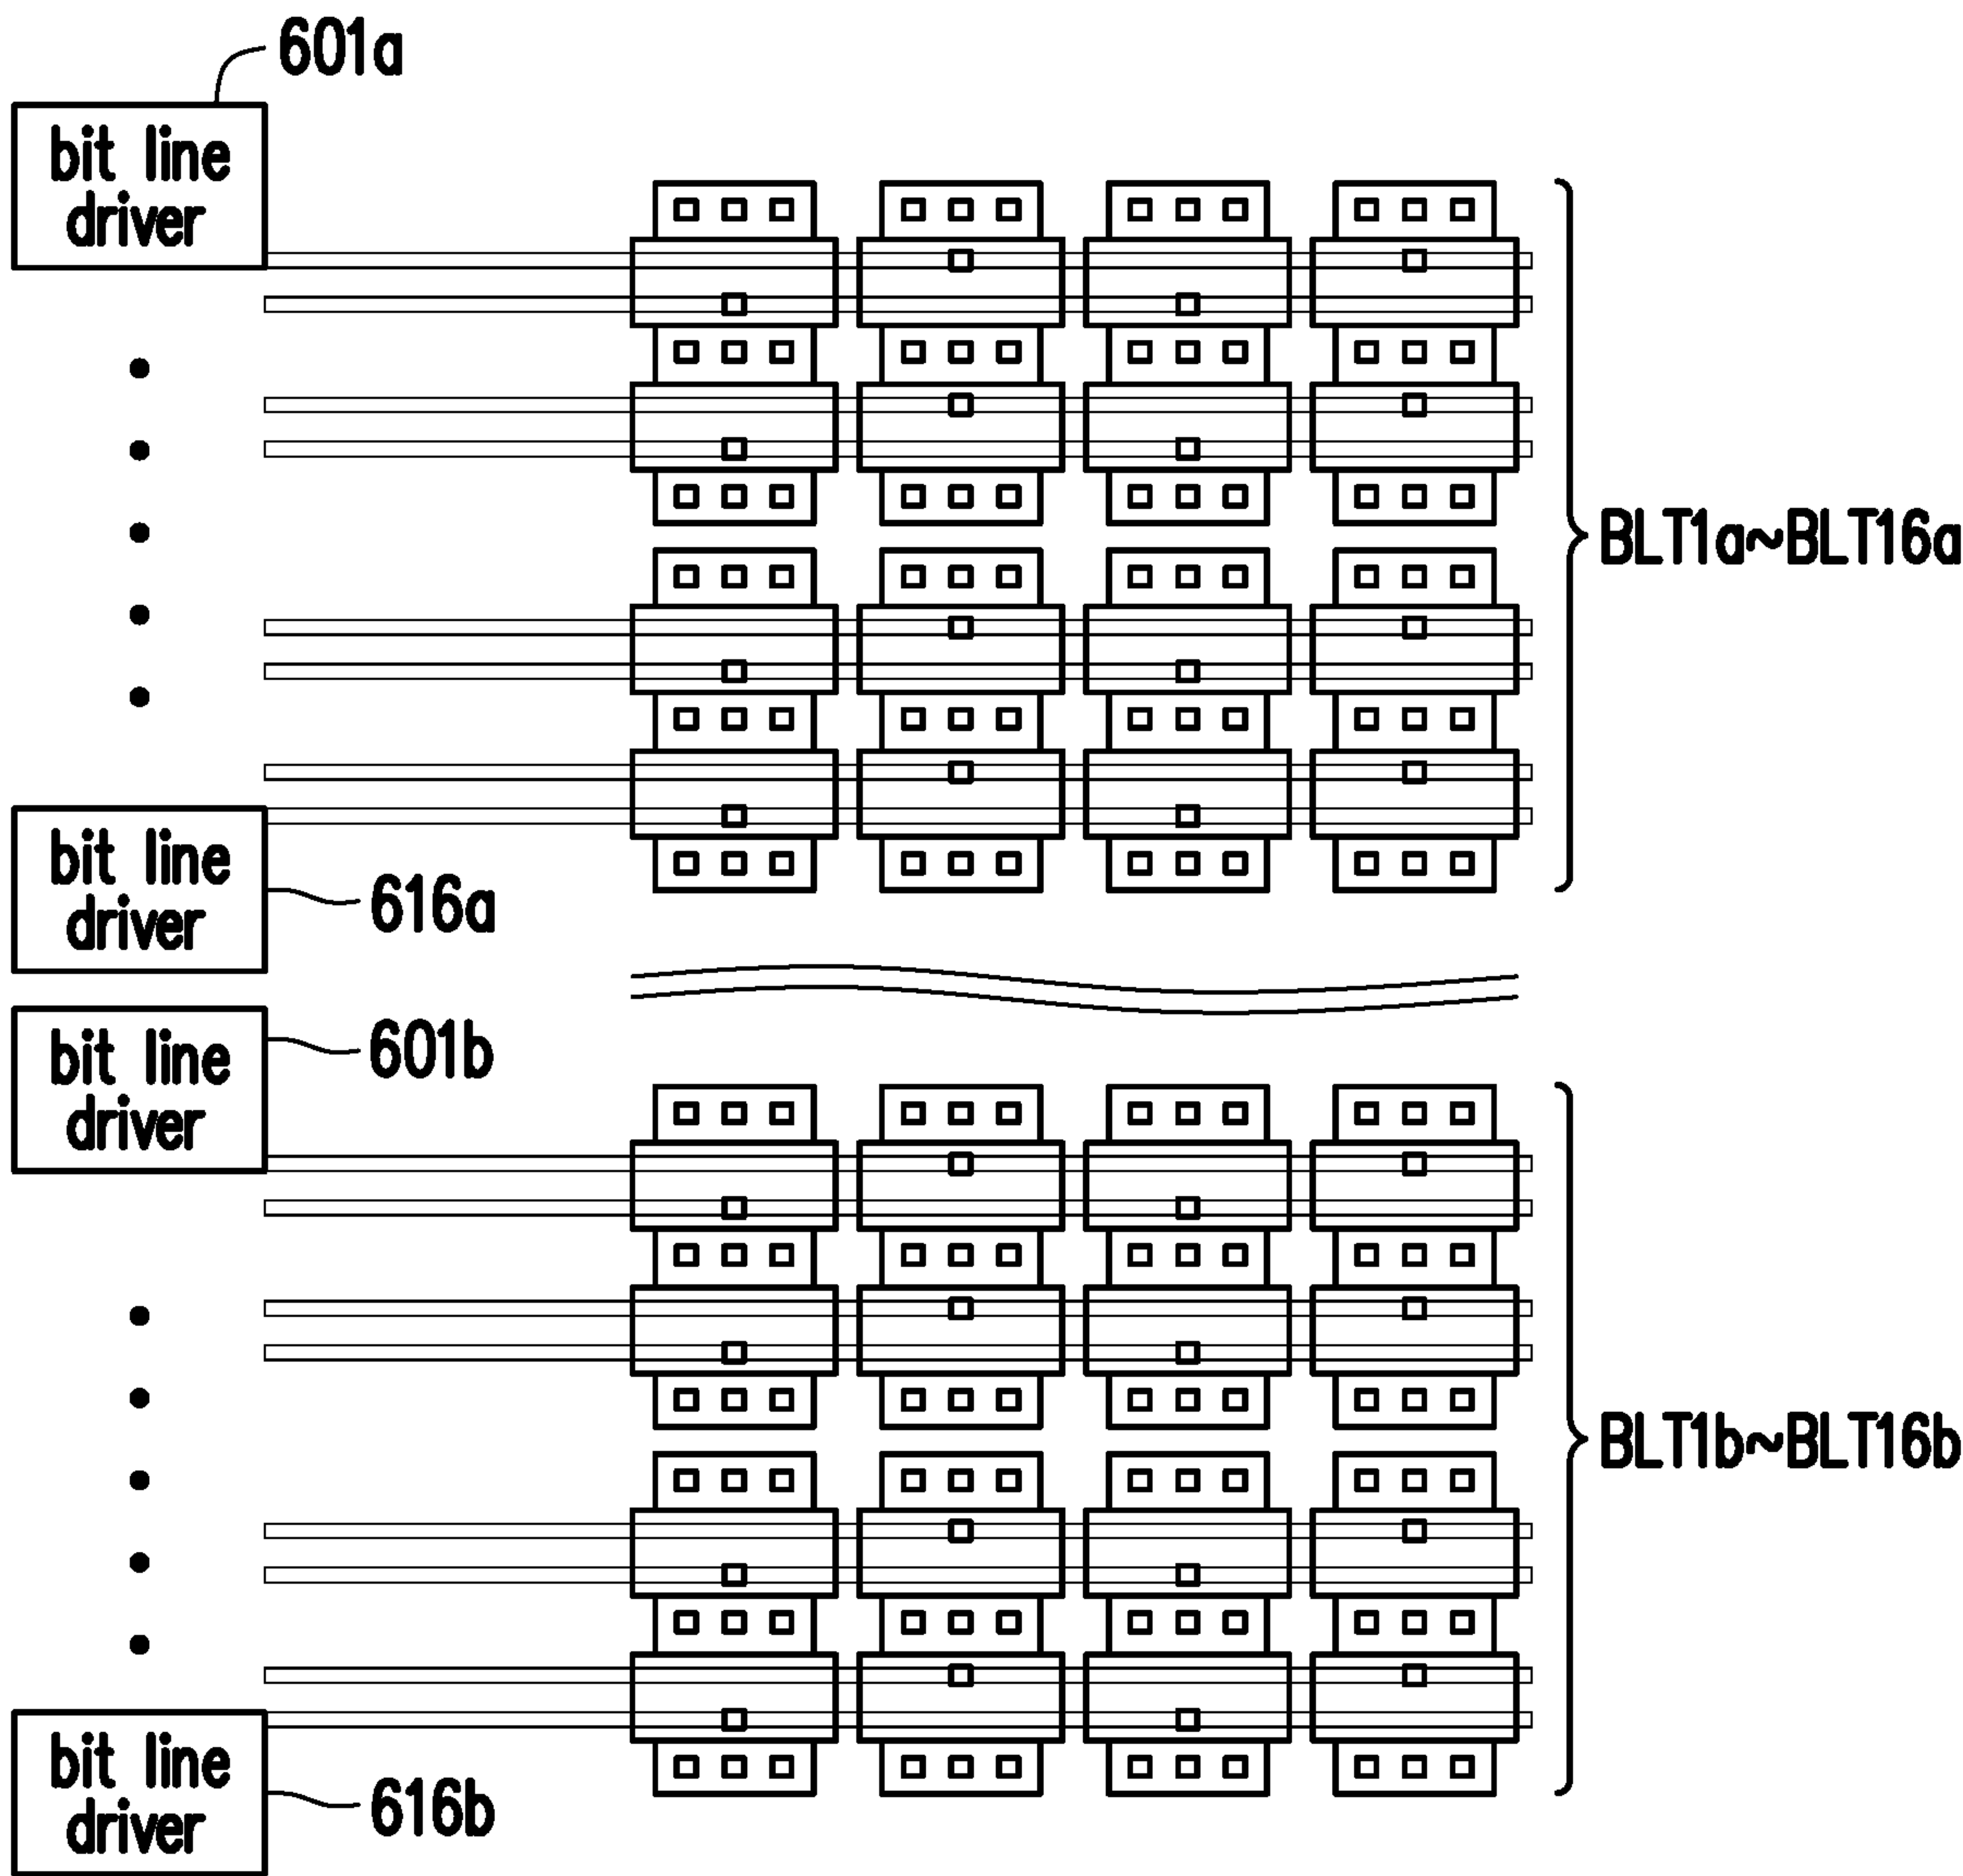 601a
bit line
driver
BLT1a~BLT16a
bit line
driver
616a
bit line
driver
601b
BLT1b~BLT16b
bit line
driver
616b